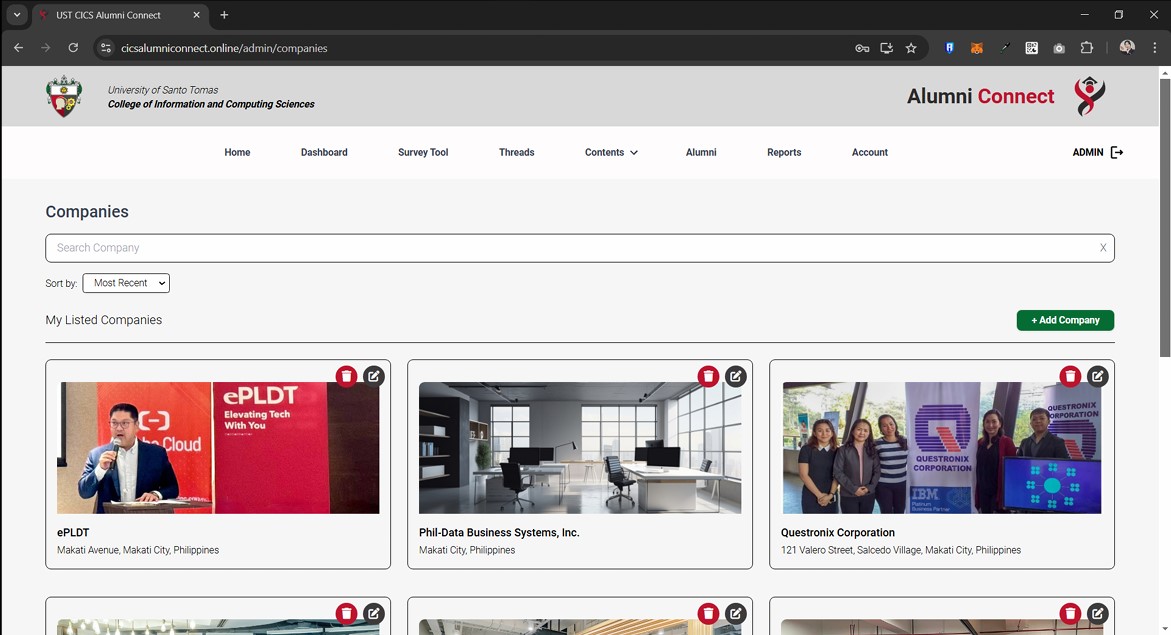 UST CICS Alumni Connect
cicsalumniconnect.online/admin/companies
University of Santo Tomas
College of Information and Computing Sciences
Alumni Connect
Home
Dashboard
Survey Tool
Threads
Contents
Alumni
Reports
Account
ADMIN
Companies
Search Company
X
Sort by:
Most Recent
My Listed Companies
+ Add Company
Cloud
ePLDT
Elevating Tech
With You
QUESTRONIX
CORPORATION
IBM
Platinum
Business Partner
QUESTRONIX
CORPORATION
ePLDT
Makati Avenue, Makati City, Philippines
Phil-Data Business Systems, Inc.
Makati City, Philippines
Questronix Corporation
121 Valero Street, Salcedo Village, Makati City, Philippines